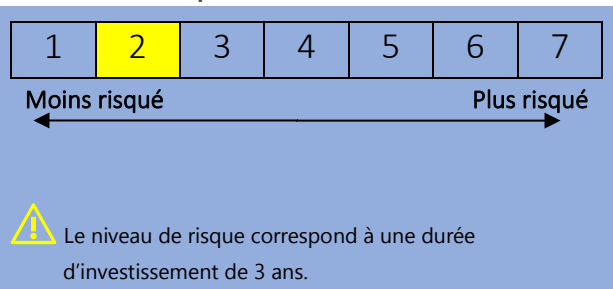 1 2 3 4 5 6 7
Moins risqué Plus risqué
Le niveau de risque correspond à une durée
d'investissement de 3 ans.